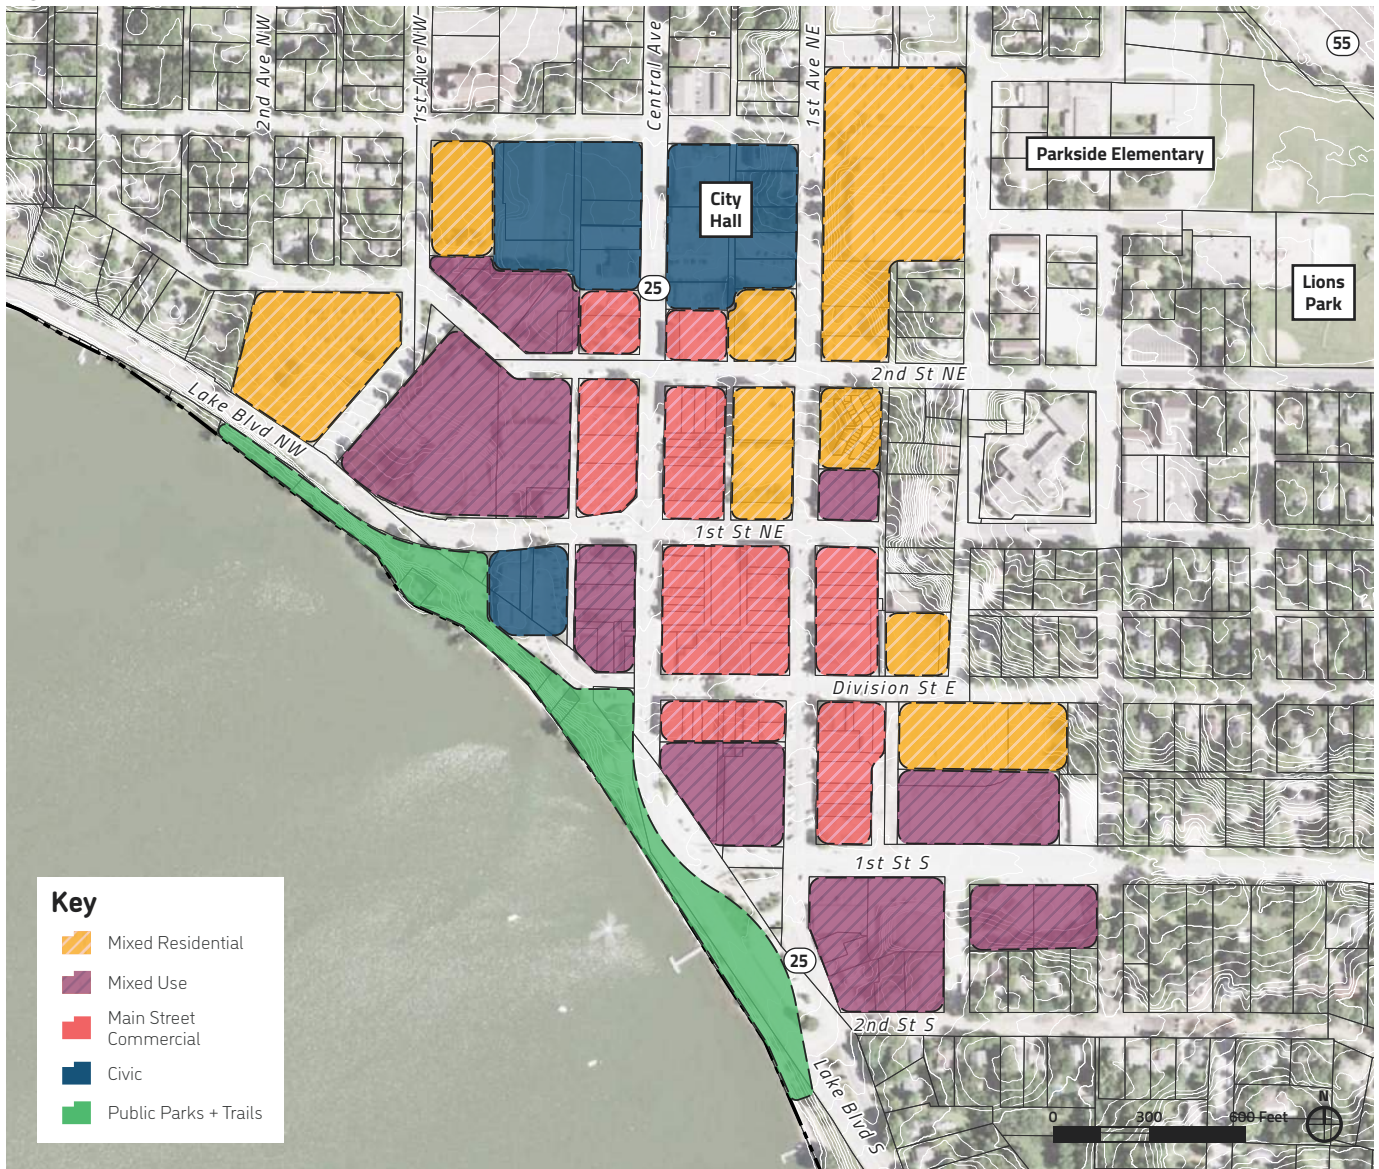 2nd Ave NW
1st Ave NW
Central Ave
1st Ave NE
55
Parkside Elementary
City
Hall
Lions
Park
25
2nd St NE
Lake Blvd NW
1st St NE
Division St E
1st St S
25
2nd St S
Lake Blvd S
Key
Mixed Residential
Mixed Use
Main Street
Commercial
Civic
Public Parks + Trails
N
0 300 600 Feet